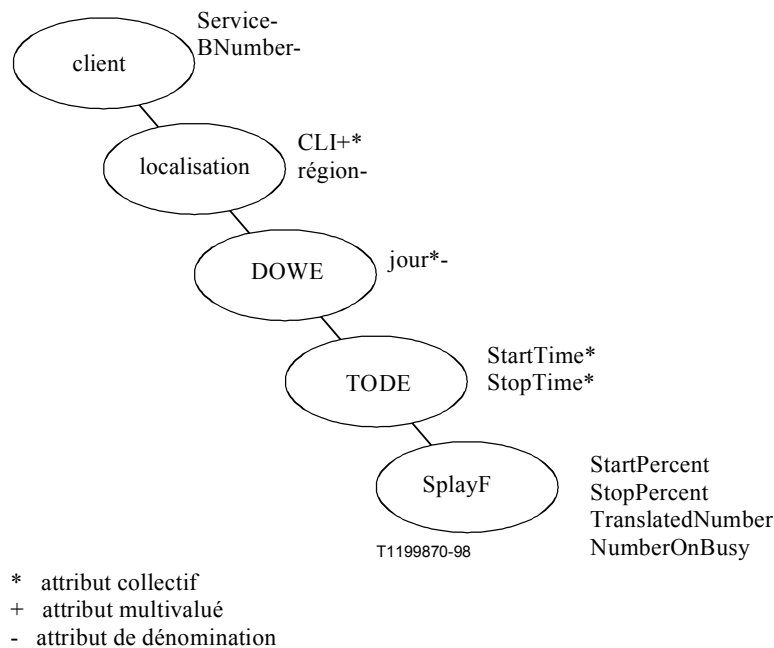 Service-
BNumber-
client
CLI+*
région-
localisation
jour*-
DOWE
StartTime*
StopTime*
TODE
SplayF
StartPercent
StopPercent
TranslatedNumber
NumberOnBusy
T1199870-98
* attribut collectif
+ attribut multivalué
- attribut de dénomination